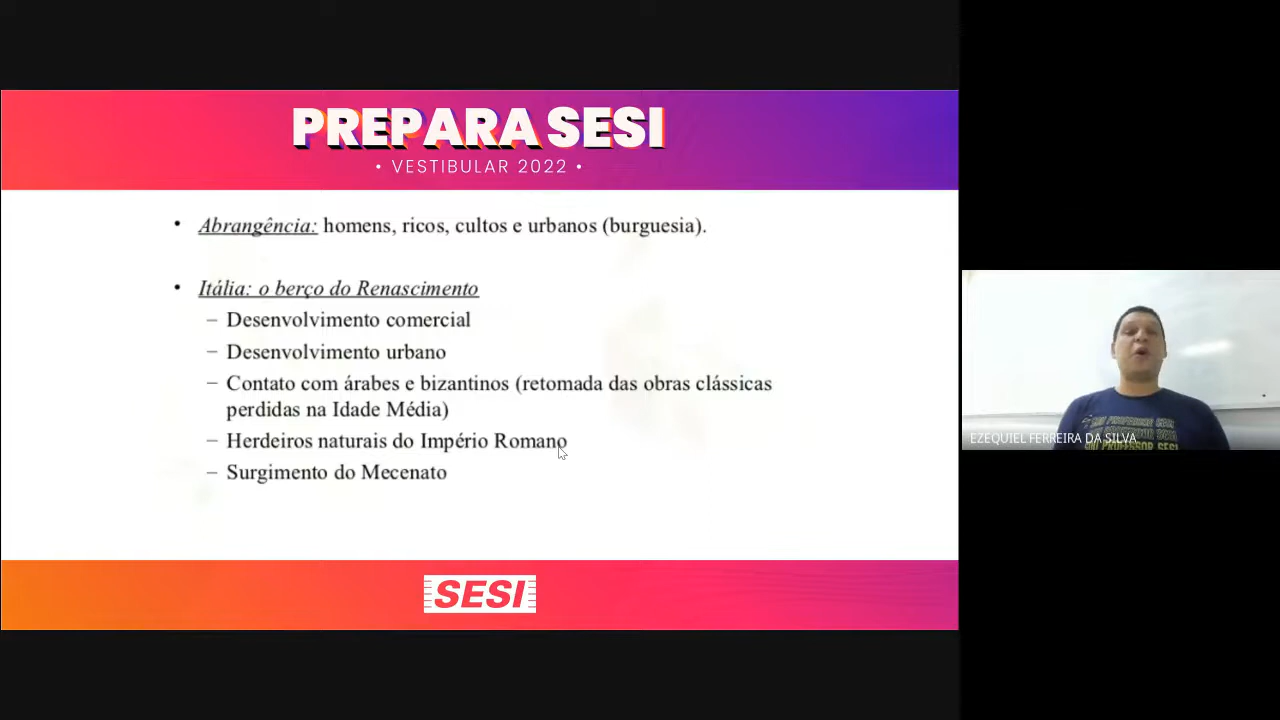 PREPARA SESI
• VESTIBULAR 2022 •
• Abrangência: homens, ricos, cultos e urbanos (burguesia).
• Itália: o berço do Renascimento
– Desenvolvimento comercial
– Desenvolvimento urbano
– Contato com árabes e bizantinos (retomada das obras clássicas
perdidas na Idade Média)
– Herdeiros naturais do Império Romano
– Surgimento do Mecenato
SESI
EZEQUIEL FERREIRA DA SILVA
PROFESSOR SESI